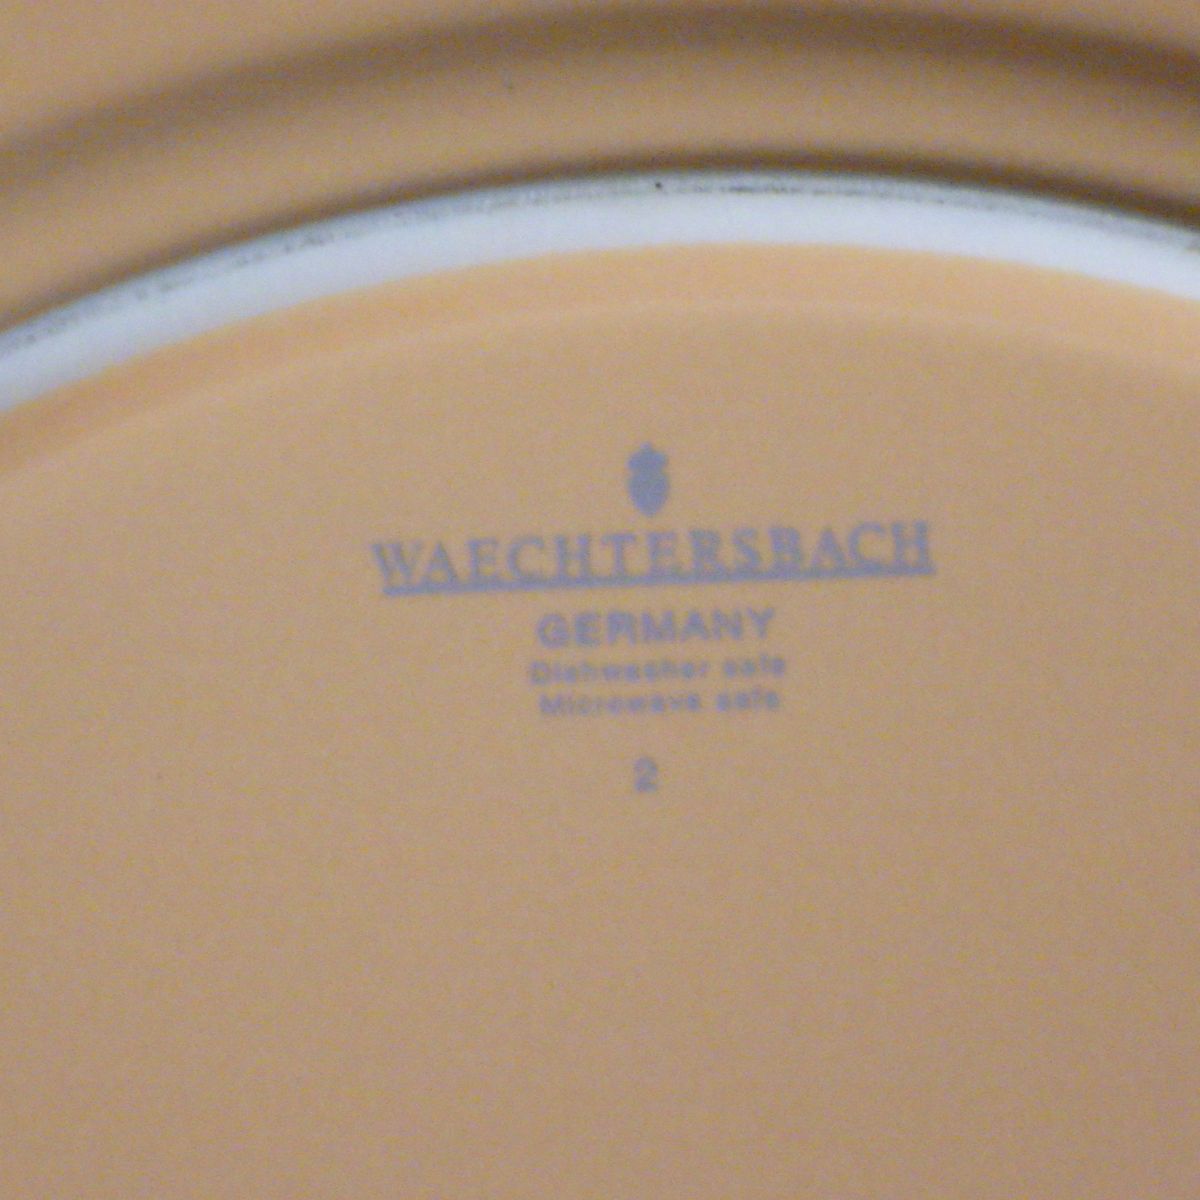 WAECHTERSBACH
GERMANY
Dishwasher safe
Microwave safe
2